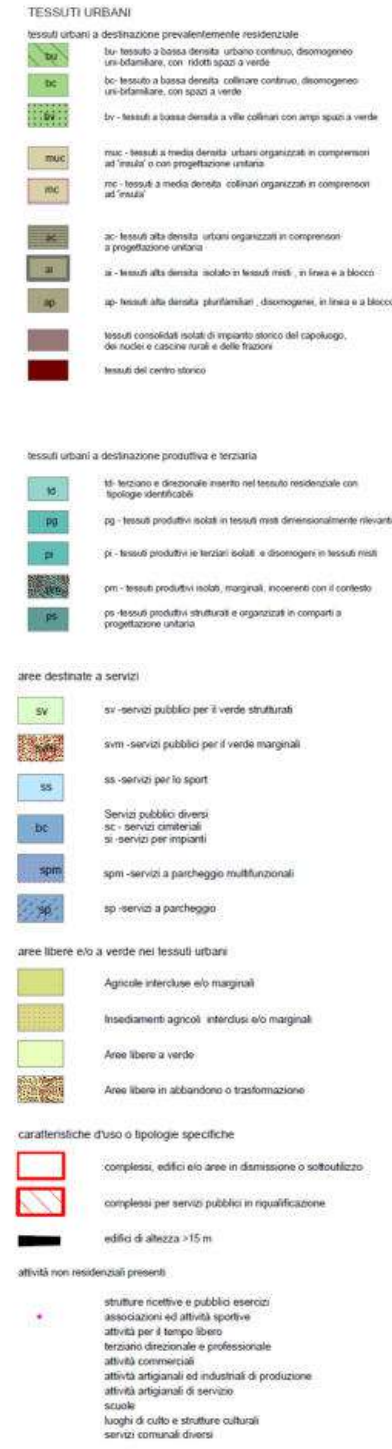 TESSUTI URBANI
tessuti urbani a destinazione prevalentemente residenziale
bu
bu- tessuto a bassa densita urbano continuo, disomogeneo
uni-bifamiliare, con ridotti spazi a verde
bc
bc- tessuto a bassa densita collinare continuo, disomogeneo
uni-bifamiliare, con spazi a verde
bv
bv - tessuti a bassa densita a ville collinari con ampi spazi a verde
muc
muc - tessuti a media densita urbani organizzati in comprensori
ad 'insula' o con progettazione unitaria
mc
mc - tessuti a media densita collinari organizzati in comprensori
ad 'insula'
ac
ac- tessuti alta densita urbani organizzati in comprensori
a progettazione unitaria
ai
ai - tessuti alta densita isolato in tessuti misti , in linea e a blocco
ap
ap- tessuti alta densita plurifamiliari , disomogenei, in linea e a blocco
tessuti consolidati isolati di impianto storico del capoluogo,
dei nuclei e cascine rurali e delle frazioni
tessuti del centro storico
tessuti urbani a destinazione produttiva e terziaria
td
td- terziario e direzionale inserito nel tessuto residenziale con
tipologie identificabili
pg
pg - tessuti produttivi isolati in tessuti misti dimensionalmente rilevanti
pi
pi - tessuti produttivi ie terziari isolati e disomogeni in tessuti misti
pm
pm - tessuti produttivi isolati, marginali, incoerenti con il contesto
ps
ps -tessuti produttivi strutturati e organzizati in comparti a
progettazione unitaria
aree destinate a servizi
sv
sv -servizi pubblici per il verde strutturati
svm
svm -servizi pubblici per il verde marginali
ss
ss -servizi per lo sport
bc
Servizi pubblici diversi
sc - servizi cimiteriali
si -servizi per impianti
spm
spm -servizi a parcheggio multifunzionali
sp
sp -servizi a parcheggio
aree libere e/o a verde nei tessuti urbani
Agricole intercluse e/o marginali
Insediamenti agricoli interclusi e/o marginali
Aree libere a verde
Aree libere in abbandono o trasformazione
caratteristiche d'uso o tipologie specifiche
complessi, edifici e/o aree in dismissione o sottoutilizzo
complessi per servizi pubblici in riqualificazione
edifici di altezza >15 m
attività non residenziali presenti
strutture ricettive e pubblici esercizi
associazioni ed attività sportive
attività per il tempo libero
terziario direzionale e professionale
attività commerciali
attivtà artigianali ed industriali di produzione
attività artigianali di servizio
scuole
luoghi di culto e strutture culturali
servizi comunali diversi